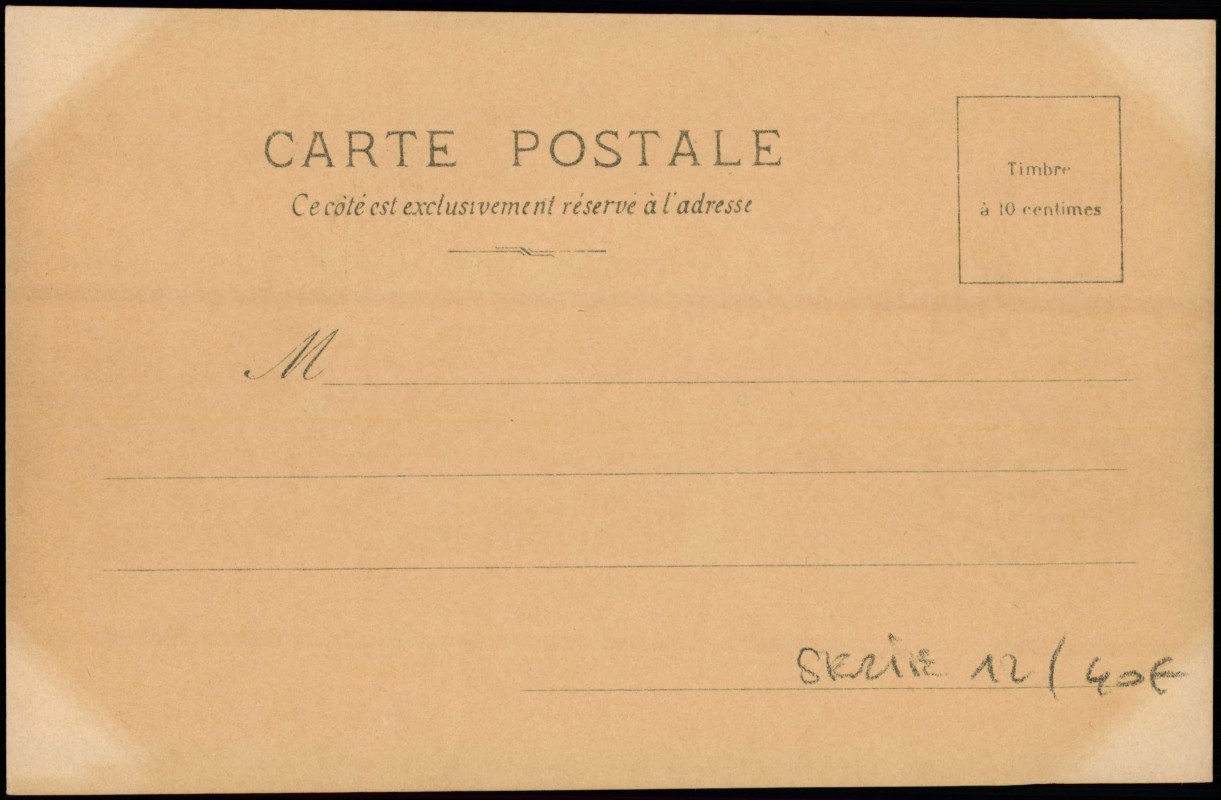 CARTE POSTALE
Ce côté est exclusivement réservé à l'adresse
Timbre
à 10 centimes
M
SERIE 12 / 40€